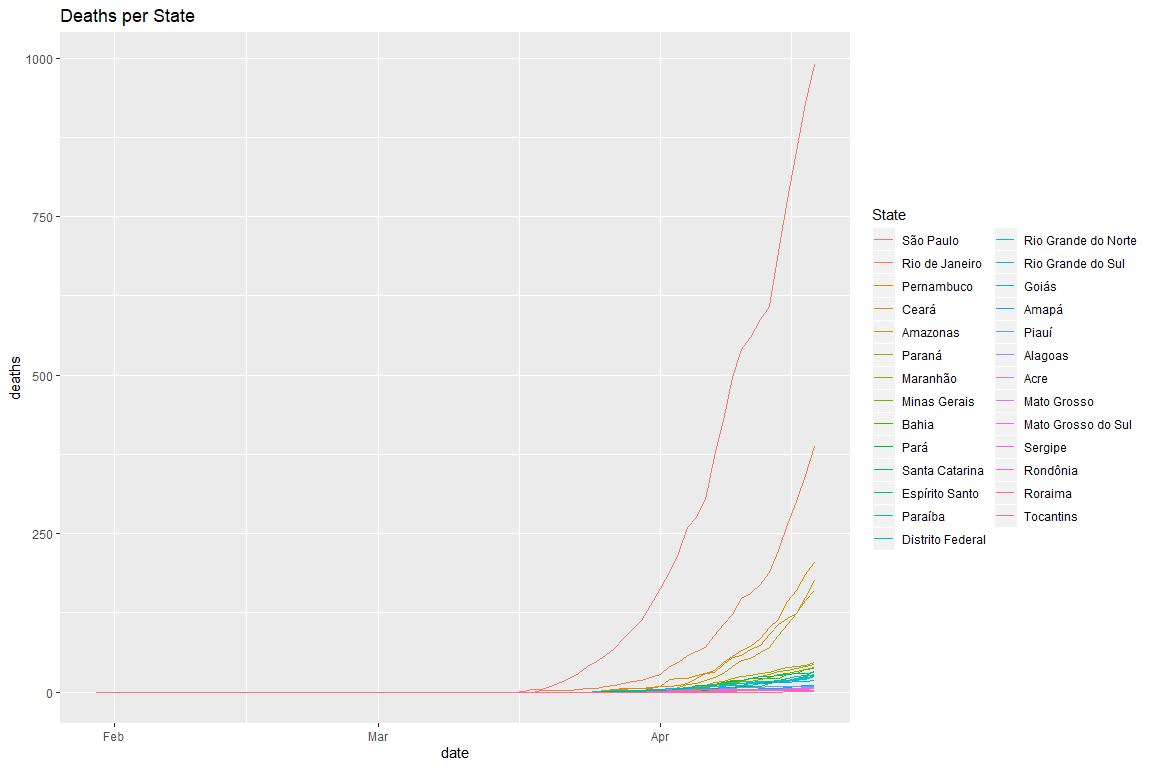 Deaths per State
1000
750
500
250
0
deaths
Feb
Mar
Apr
date
State
São Paulo
Rio de Janeiro
Pernambuco
Ceará
Amazonas
Paraná
Maranhão
Minas Gerais
Bahia
Pará
Santa Catarina
Espírito Santo
Paraíba
Distrito Federal
Rio Grande do Norte
Rio Grande do Sul
Goiás
Amapá
Piauí
Alagoas
Acre
Mato Grosso
Mato Grosso do Sul
Sergipe
Rondônia
Roraima
Tocantins